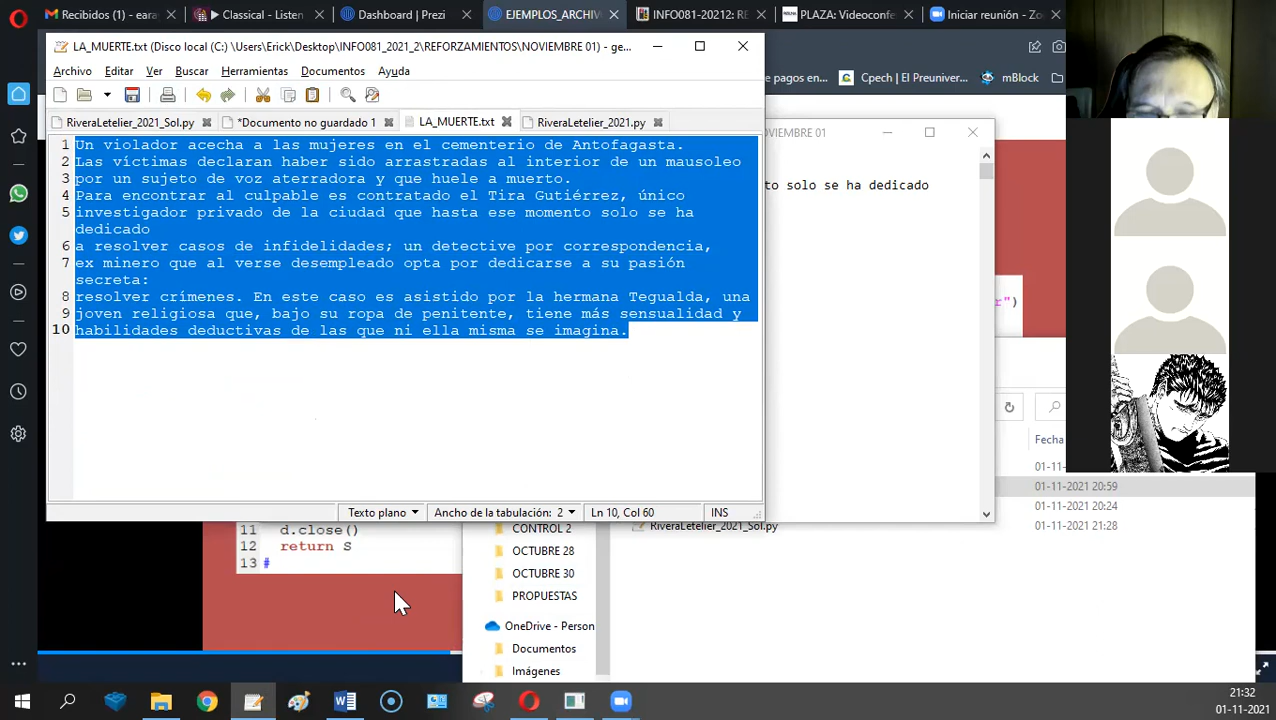 Recibidos - earav
Classical - Listen
Dashboard | Prezi
EJEMPLOS_ARCHIV
INFO081-20212: RE
PLAZA: Videoconfe
Iniciar reunión - Zo
LA_MUERTE.txt (Disco local (C:) \Users\Erick\Desktop\INFO081_2021_2\REFORZAMIENTOS\NOVIEMBRE 01) - ge...
de pagos en...
Cpech | El Preuniver...
mBlock
Archivo Editar Ver Buscar Herramientas Documentos Ayuda
RiveraLetelier_2021_Sol.py
*Documento no guardado 1
LA_MUERTE.txt
RiveraLetelier_2021.py
OVIEMBRE 01
1 Un violador acecha a las mujeres en el cementerio de Antofagasta.
2 Las víctimas declaran haber sido arrastradas al interior de un mausoleo
3 por un sujeto de voz aterradora y que huele a muerto.
4 Para encontrar al culpable es contratado el Tira Gutiérrez, único
5 investigador privado de la ciudad que hasta ese momento solo se ha
dedicado
6 a resolver casos de infidelidades; un detective por correspondencia,
7 ex minero que al verse desempleado opta por dedicarse a su pasión
secreta:
8 resolver crímenes. En este caso es asistido por la hermana Tegualda, una
9 joven religiosa que, bajo su ropa de penitente, tiene más sensualidad y
10 habilidades deductivas de las que ni ella misma se imagina.
to solo se ha dedicado
r")
Fecha
01-11-
01-11-2021 20:59
01-11-2021 20:24
01-11-2021 21:28
Texto plano
Ancho de la tabulación: 2
Ln 10, Col 60
INS
RiveraLetelier_2021_Sol.py
11 d.close()
12 return S
13 #
CONTROL 2
OCTUBRE 28
OCTUBRE 30
PROPUESTAS
OneDrive - Person
Documentos
Imágenes
21:32
01-11-2021